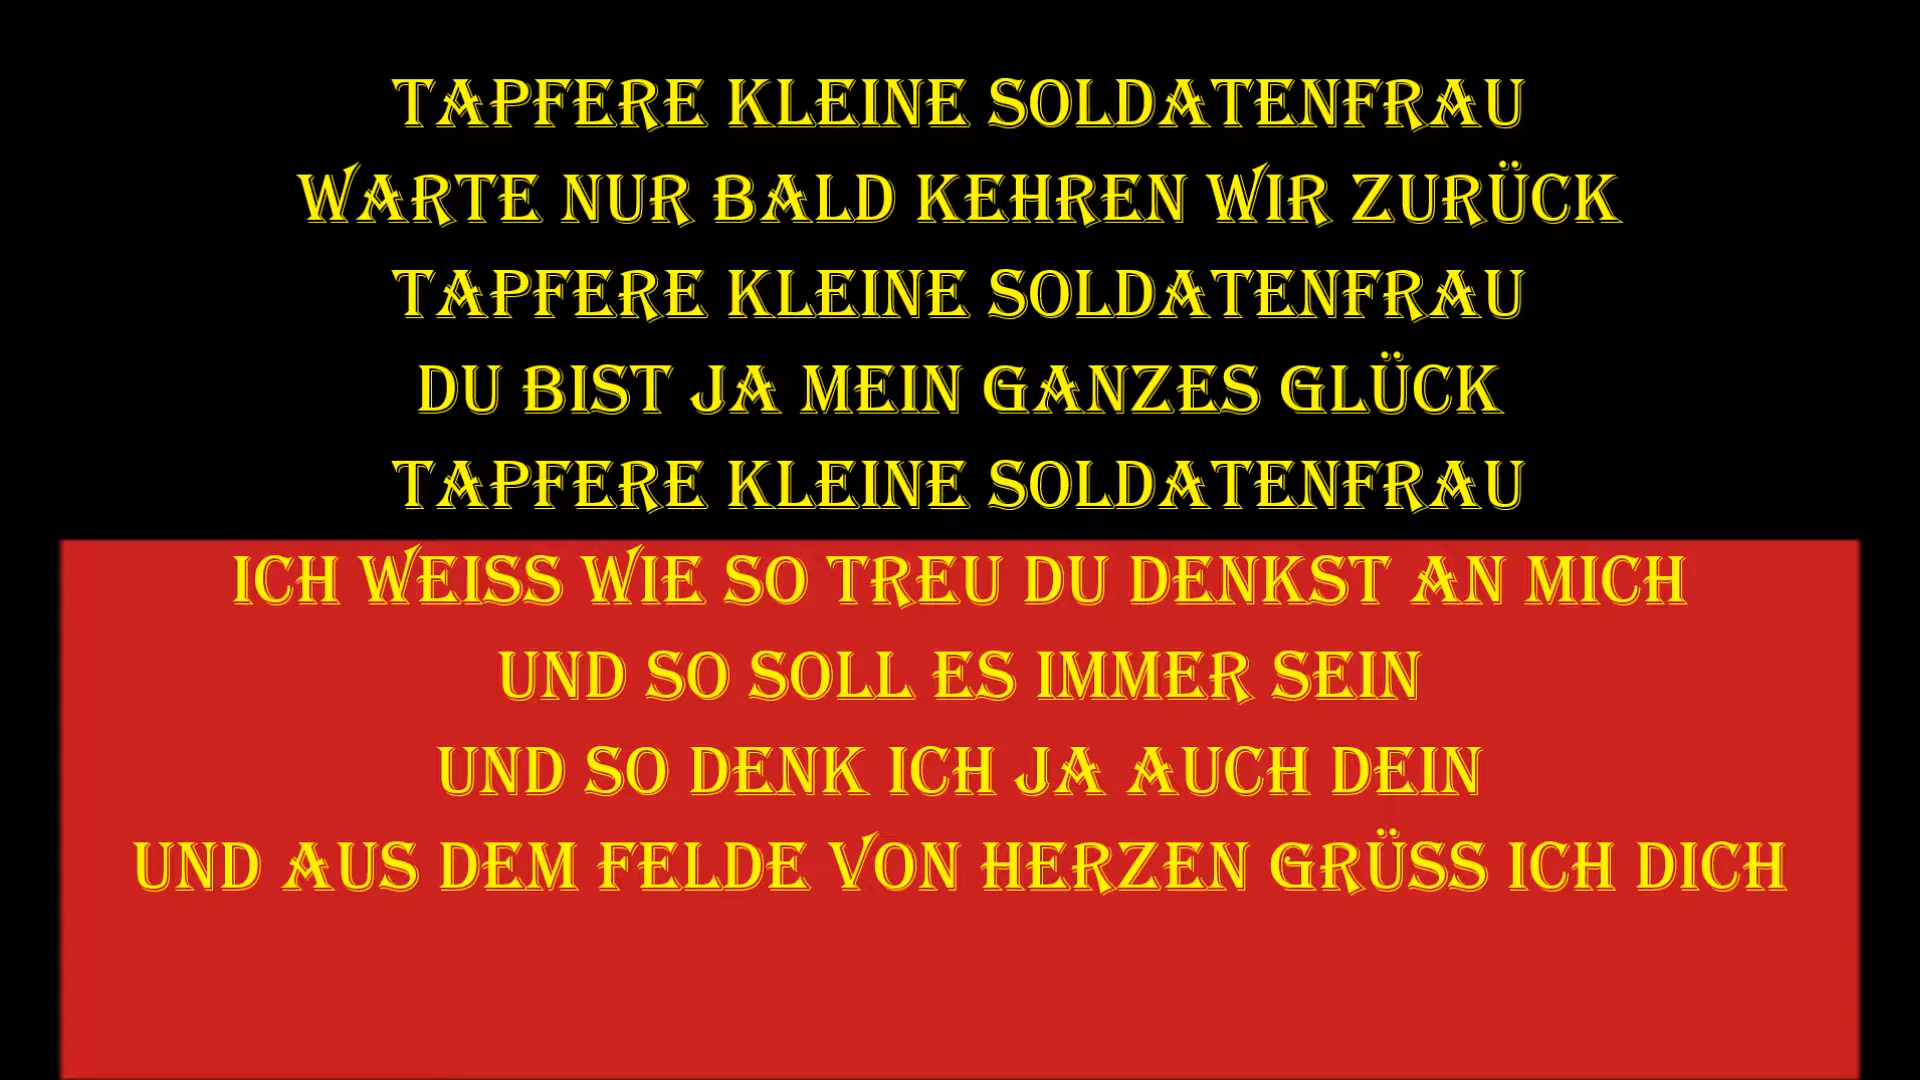 TAPFERE KLEINE SOLDATENFRAU
WARTE NUR BALD KEHREN WIR ZURÜCK
TAPFERE KLEINE SOLDATENFRAU
DU BIST JA MEIN GANZES GLÜCK
TAPFERE KLEINE SOLDATENFRAU
ICH WEISS WIE SO TREU DU DENKST AN MICH
UND SO SOLL ES IMMER SEIN
UND SO DENK ICH JA AUCH DEIN
UND AUS DEM FELDE VON HERZEN GRÜSS ICH DICH